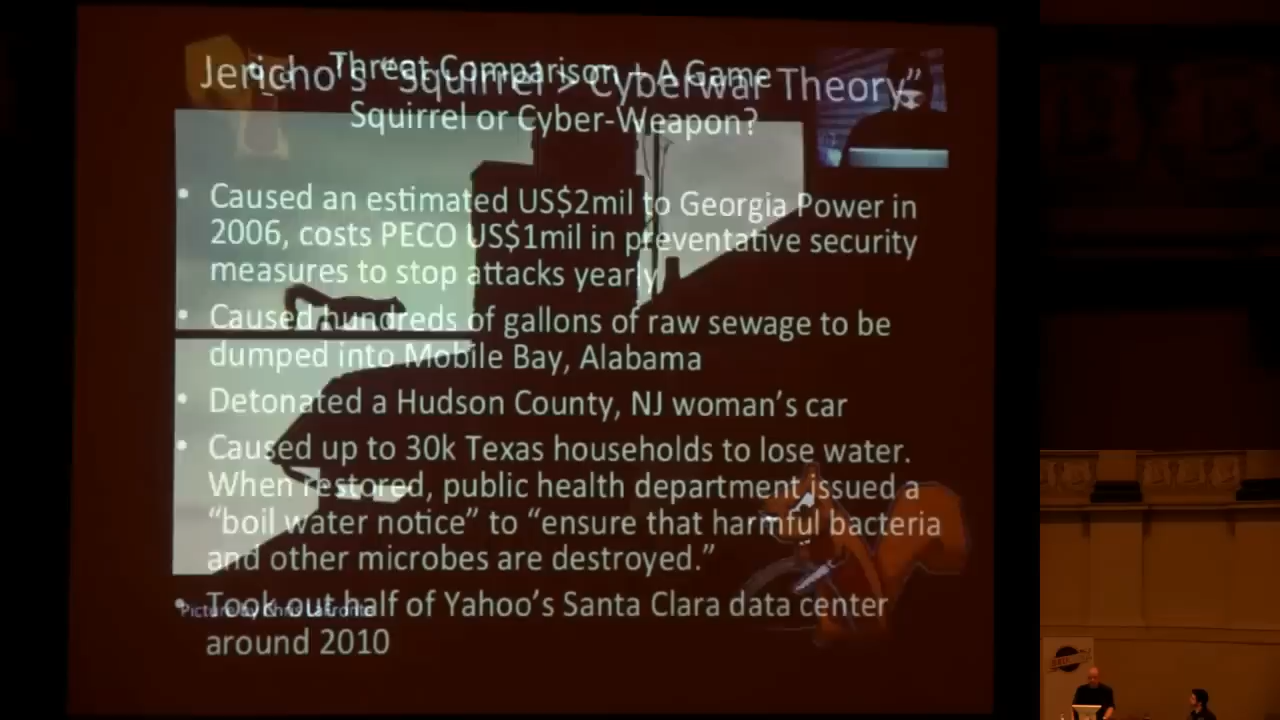 Jericho's "Squirrel > Cyberwar Theory"
Threat Comparison – A Game
Squirrel or Cyber-Weapon?
• Caused an estimated US$2mil to Georgia Power in
2006, costs PECO US$1mil in preventative security
measures to stop attacks yearly
• Caused hundreds of gallons of raw sewage to be
dumped into Mobile Bay, Alabama
• Detonated a Hudson County, NJ woman's car
• Caused up to 30k Texas households to lose water.
When restored, public health department issued a
"boil water notice" to "ensure that harmful bacteria
and other microbes are destroyed."
• Took out half of Yahoo's Santa Clara data center
around 2010
Picture by Chris